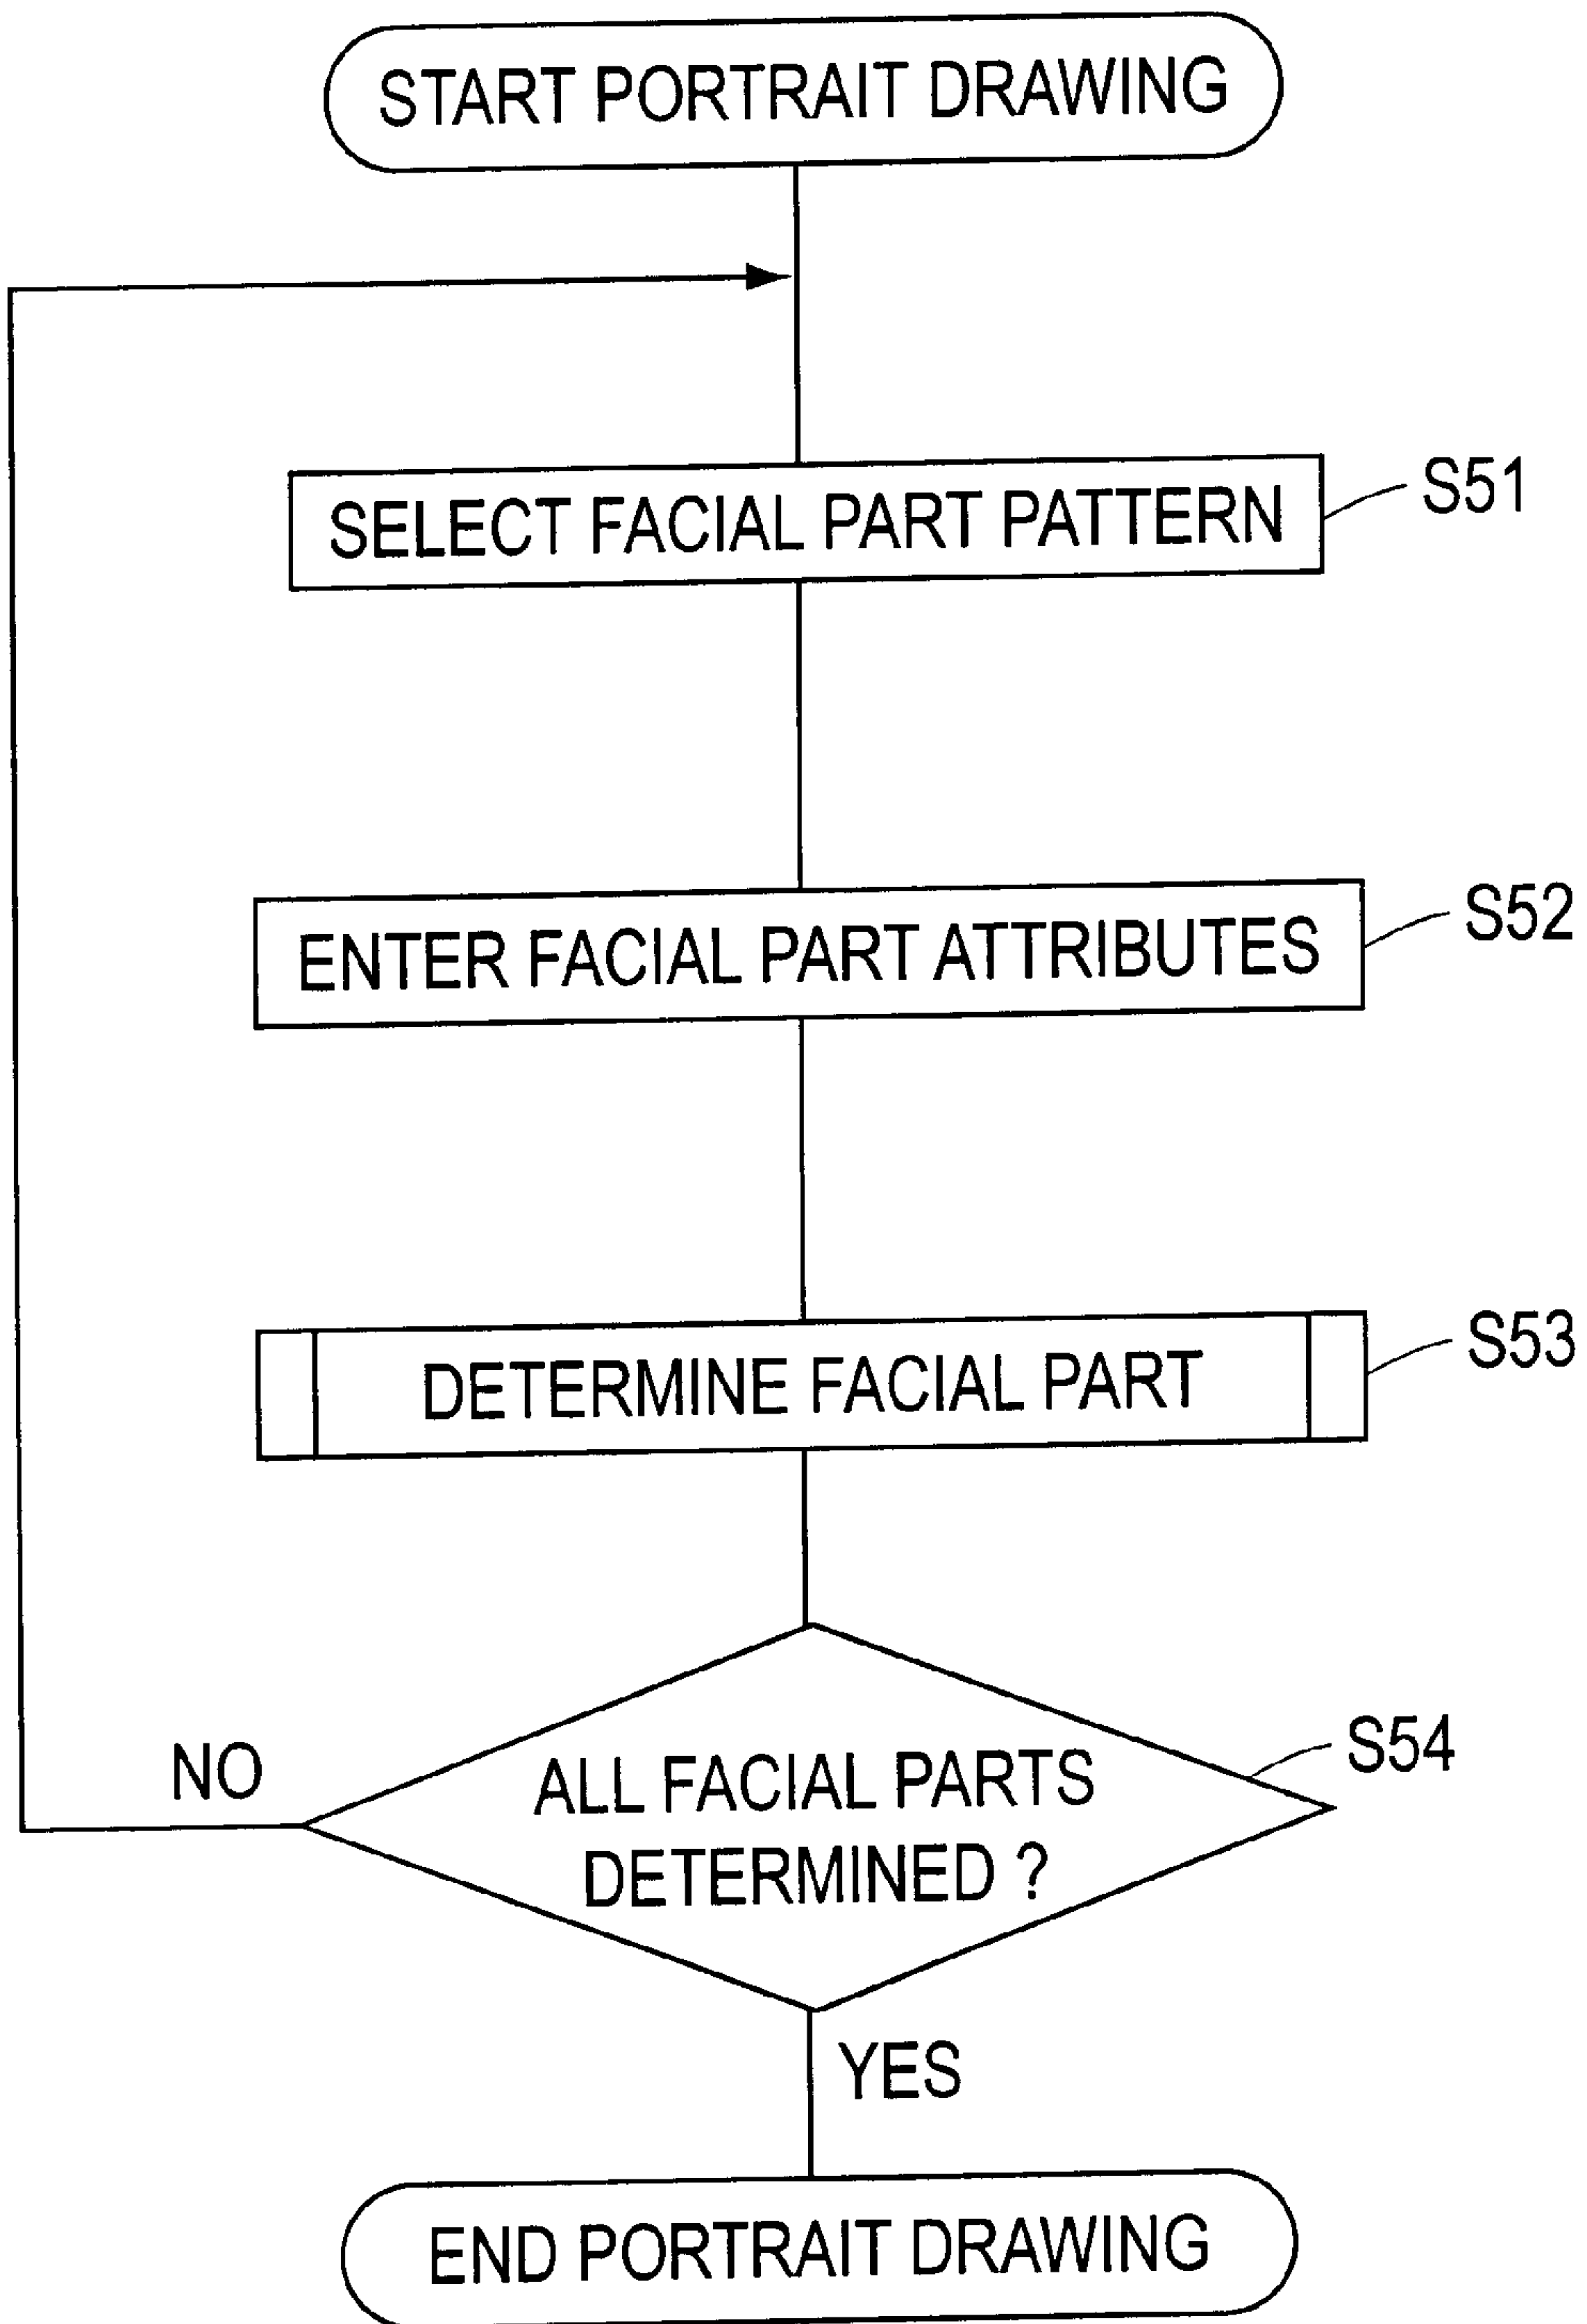 START PORTRAIT DRAWING
SELECT FACIAL PART PATTERN
S51
ENTER FACIAL PART ATTRIBUTES
S52
DETERMINE FACIAL PART
S53
ALL FACIAL PARTS
DETERMINED ?
S54
NO
YES
END PORTRAIT DRAWING